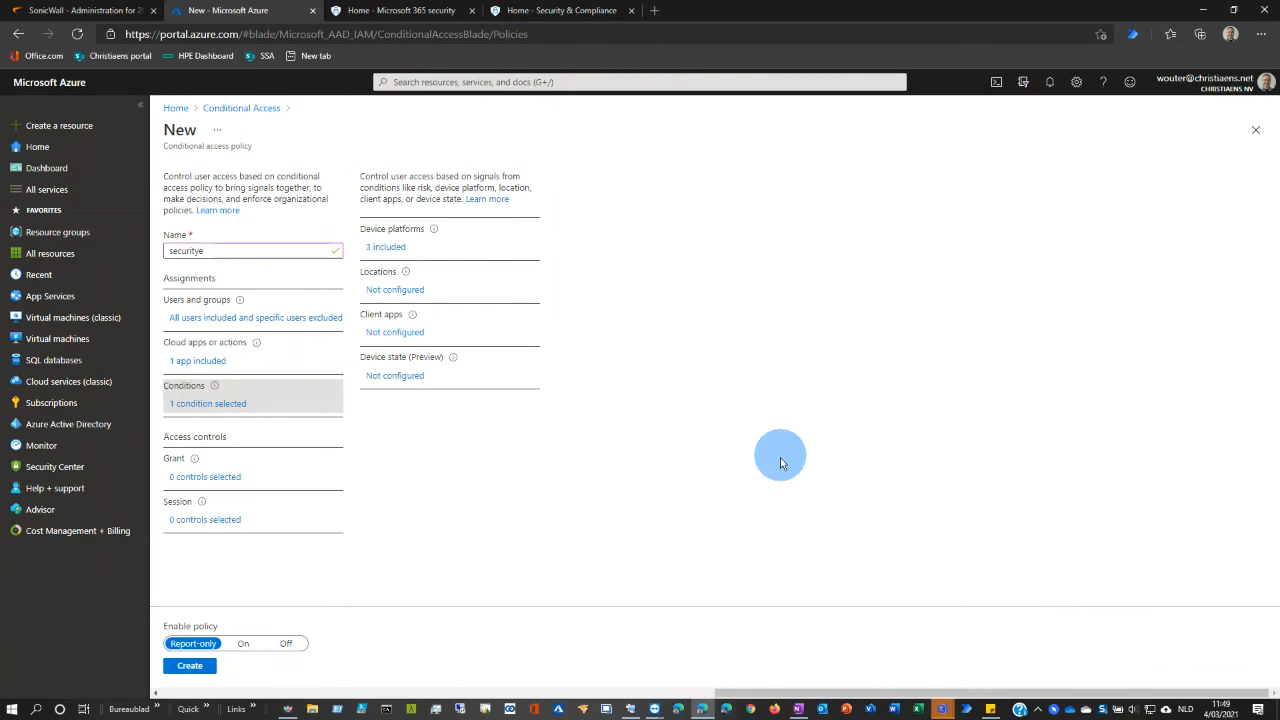 SonicWall - Administration for 2
New - Microsoft Azure
Home - Microsoft 365 security
Home - Security & Compliance
https://portal.azure.com/#blade/Microsoft_AAD_IAM/ConditionalAccessBlade/Policies
Office.com
Christiaens portal
HPE Dashboard
SSA
New tab
Microsoft Azure
Search resources, services, and docs (G+/)
wouter@christiaens.net
CHRISTIAENS NV
Create a resource
Home
Dashboard
All services
FAVORITES
Resource groups
All resources
Recent
App Services
Virtual machines (classic)
Virtual machines
SQL databases
Cloud services (classic)
Subscriptions
Azure Active Directory
Monitor
Security Center
Help + support
Advisor
Cost Management + Billing
Home > Conditional Access >
New ...
Conditional access policy
Control user access based on conditional
access policy to bring signals together, to
make decisions, and enforce organizational
policies. Learn more
Name *
securitye
Assignments
Users and groups
All users included and specific users excluded
Cloud apps or actions
1 app included
Conditions
1 condition selected
Access controls
Grant
0 controls selected
Session
0 controls selected
Control user access based on signals from
conditions like risk, device platform, location,
client apps, or device state. Learn more
Device platforms
3 included
Locations
Not configured
Client apps
Not configured
Device state (Preview)
Not configured
Enable policy
Report-only On Off
Create
Bureaublad
Quick
Links
NLD
11:49
4/03/2021